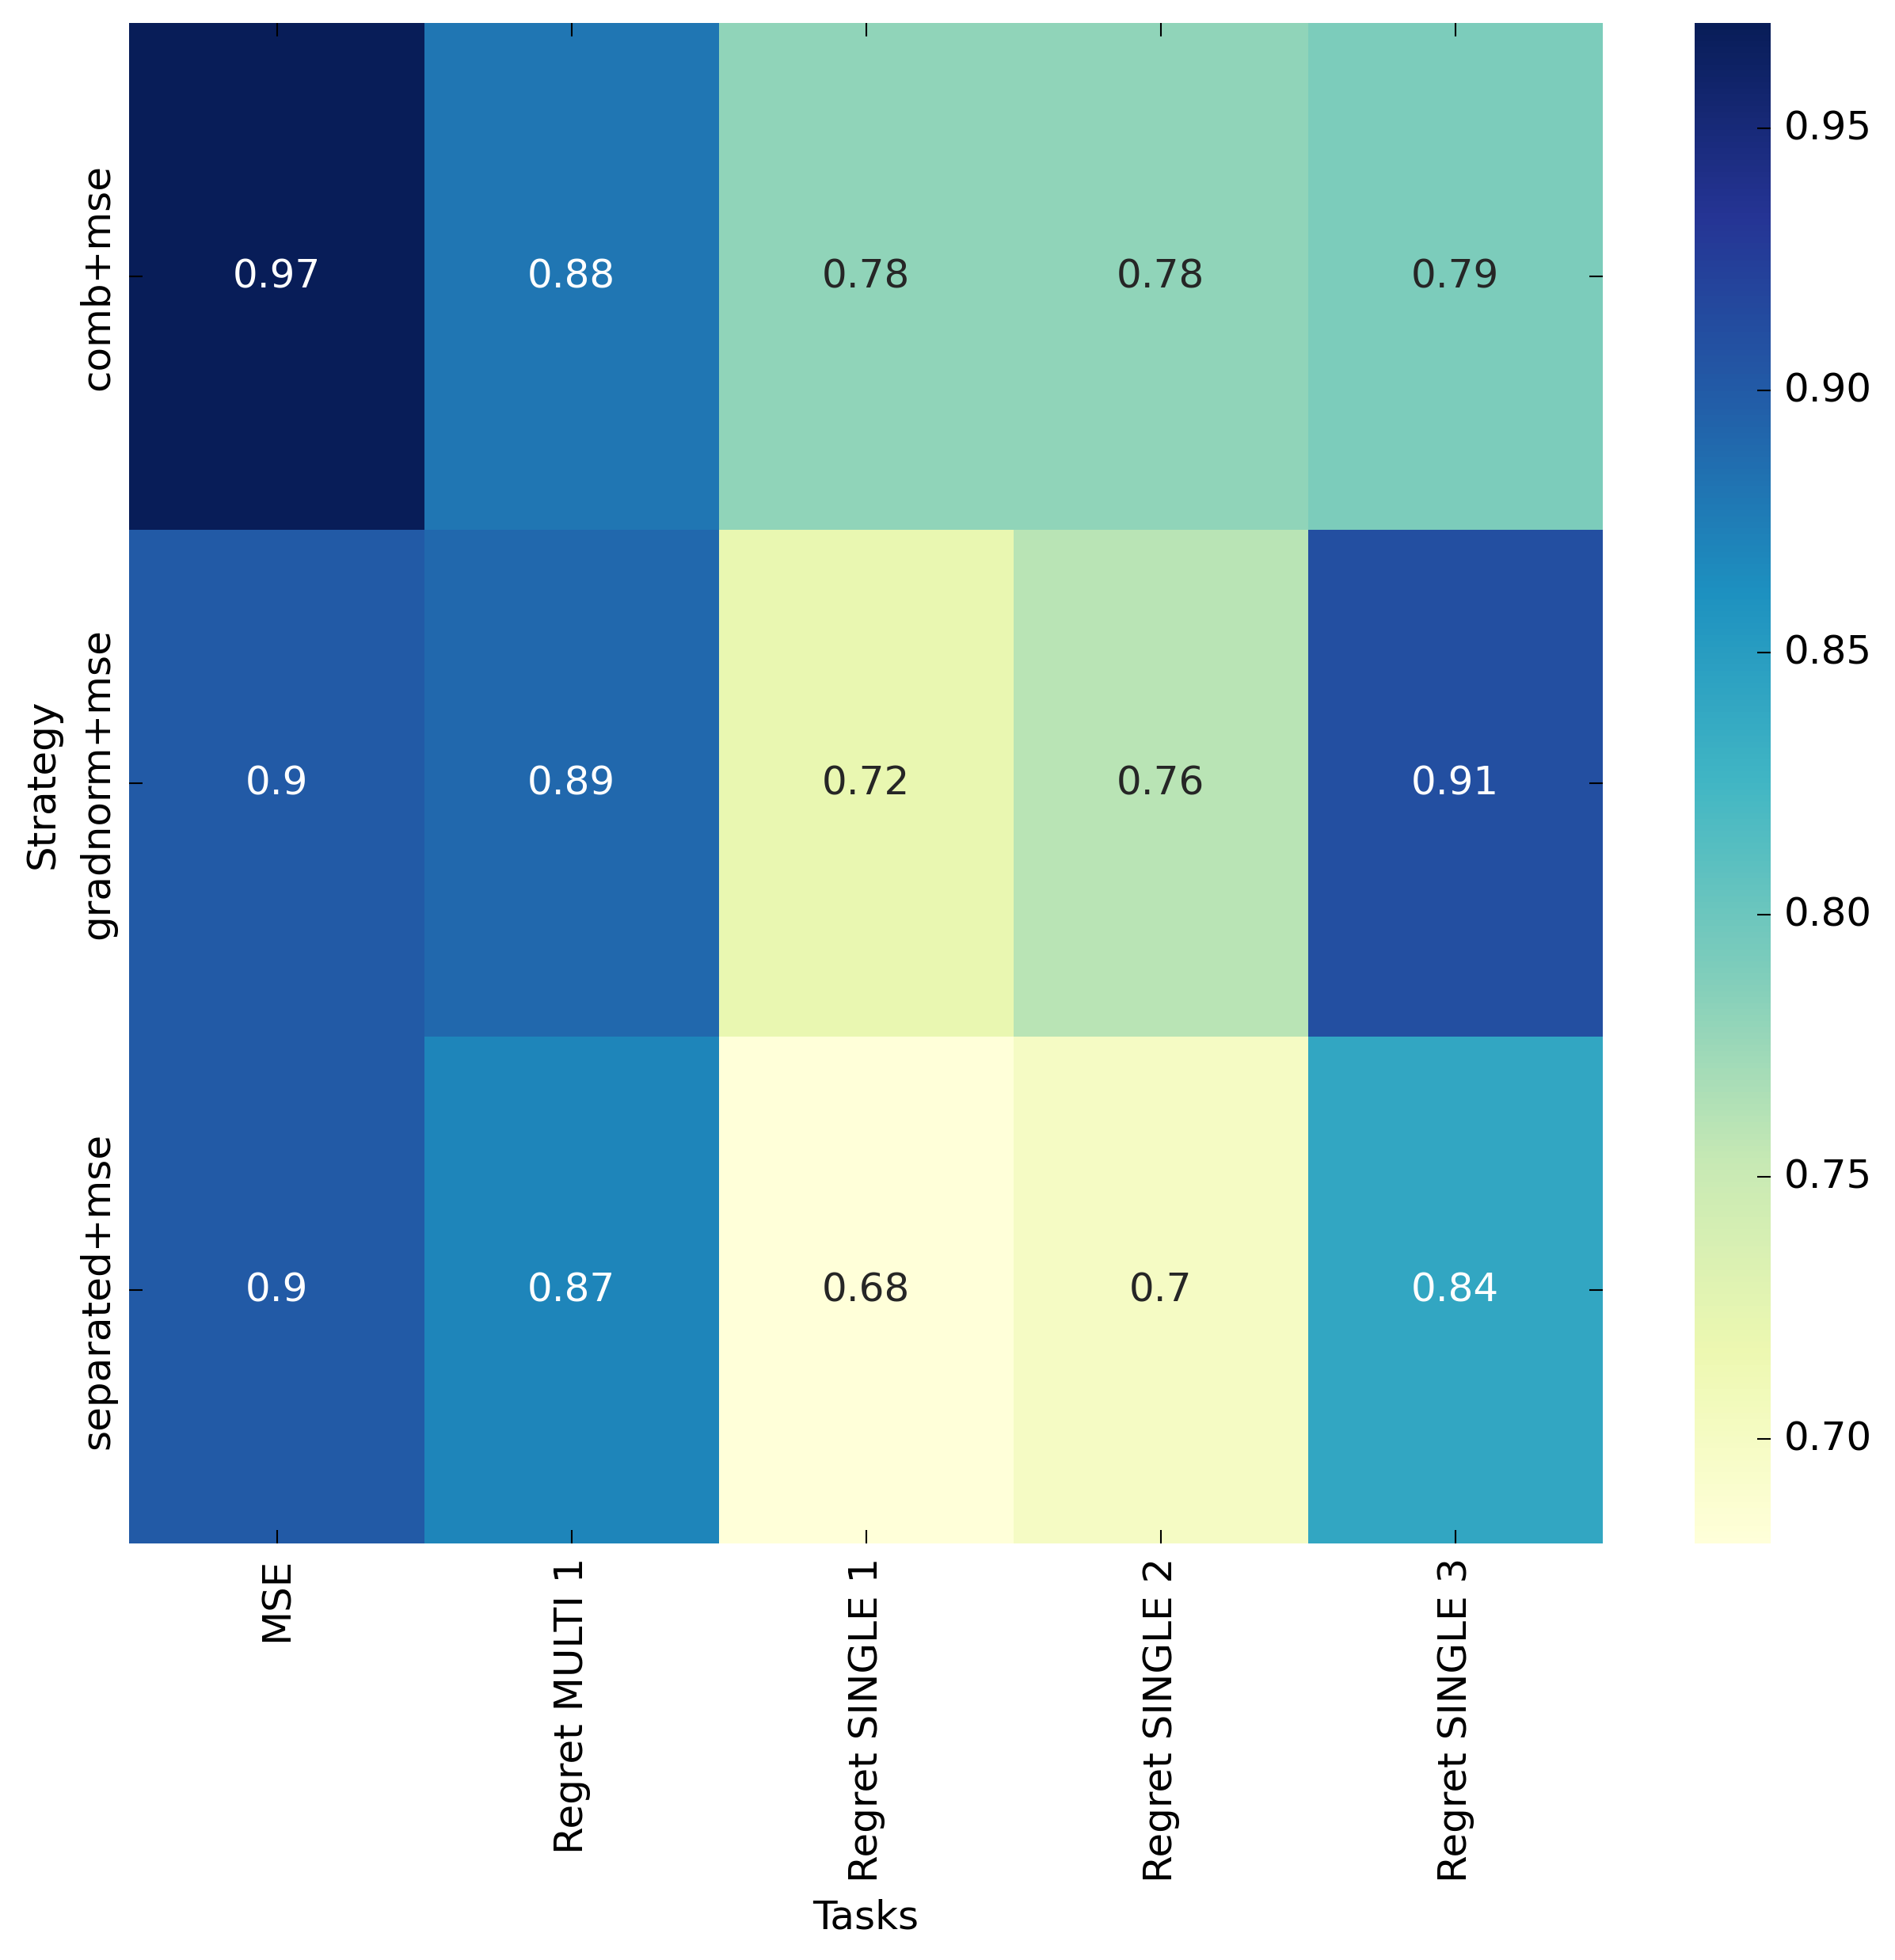 Strategy
comb+mse
gradnorm+mse
separated+mse
0.97 0.88 0.78 0.78 0.79
0.9 0.89 0.72 0.76 0.91
0.9 0.87 0.68 0.7 0.84
MSE
Regret MULTI 1
Regret SINGLE 1
Regret SINGLE 2
Regret SINGLE 3
Tasks
0.95
0.90
0.85
0.80
0.75
0.70